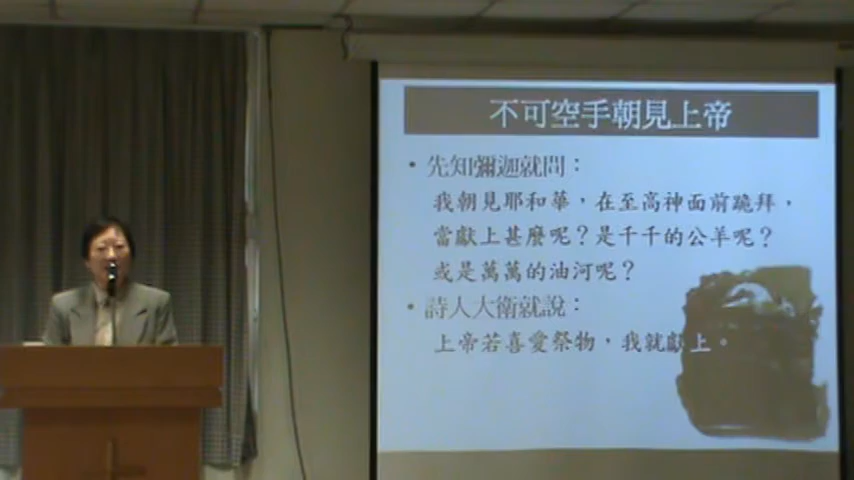 不可空手朝見上帝
• 先知彌迦就問：
我朝見耶和華，在至高神面前跪拜，
當獻上甚麼呢？是千千的公羊呢？
或是萬萬的油河呢？
• 詩人大衛就說：
上帝若喜愛祭物，我就獻上。